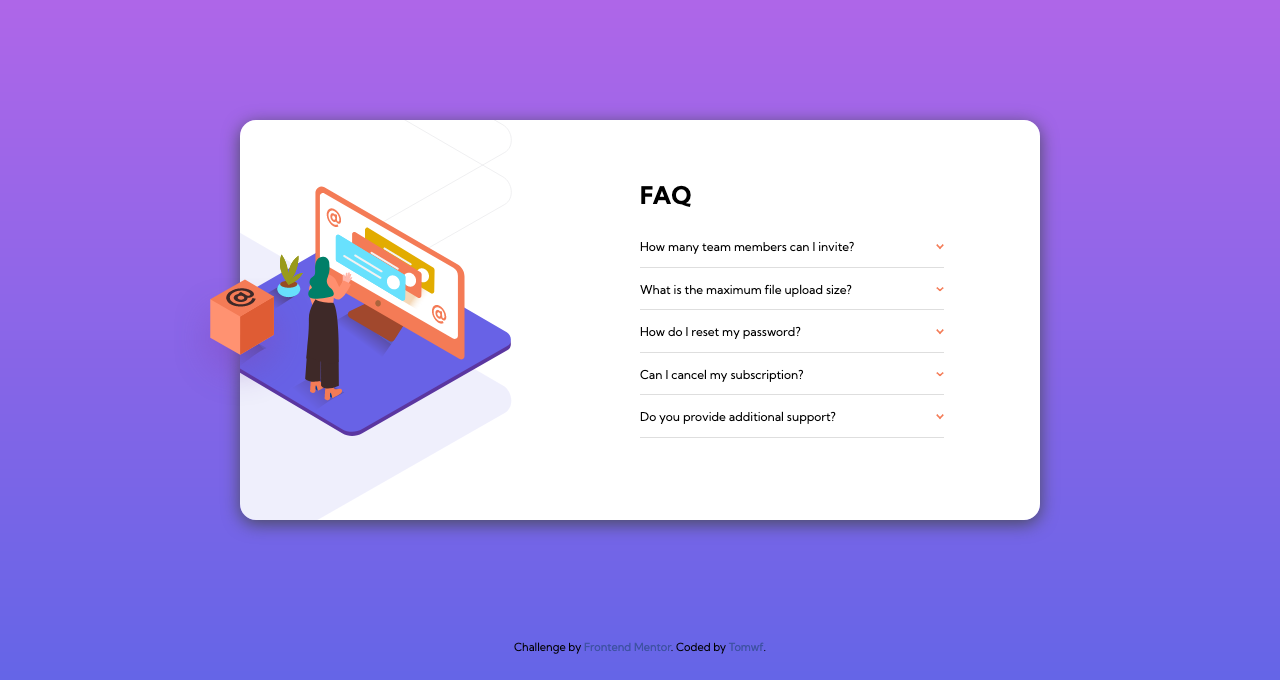 FAQ
How many team members can I invite?
What is the maximum file upload size?
How do I reset my password?
Can I cancel my subscription?
Do you provide additional support?
@
@
@
Challenge by Frontend Mentor. Coded by Tomwf.